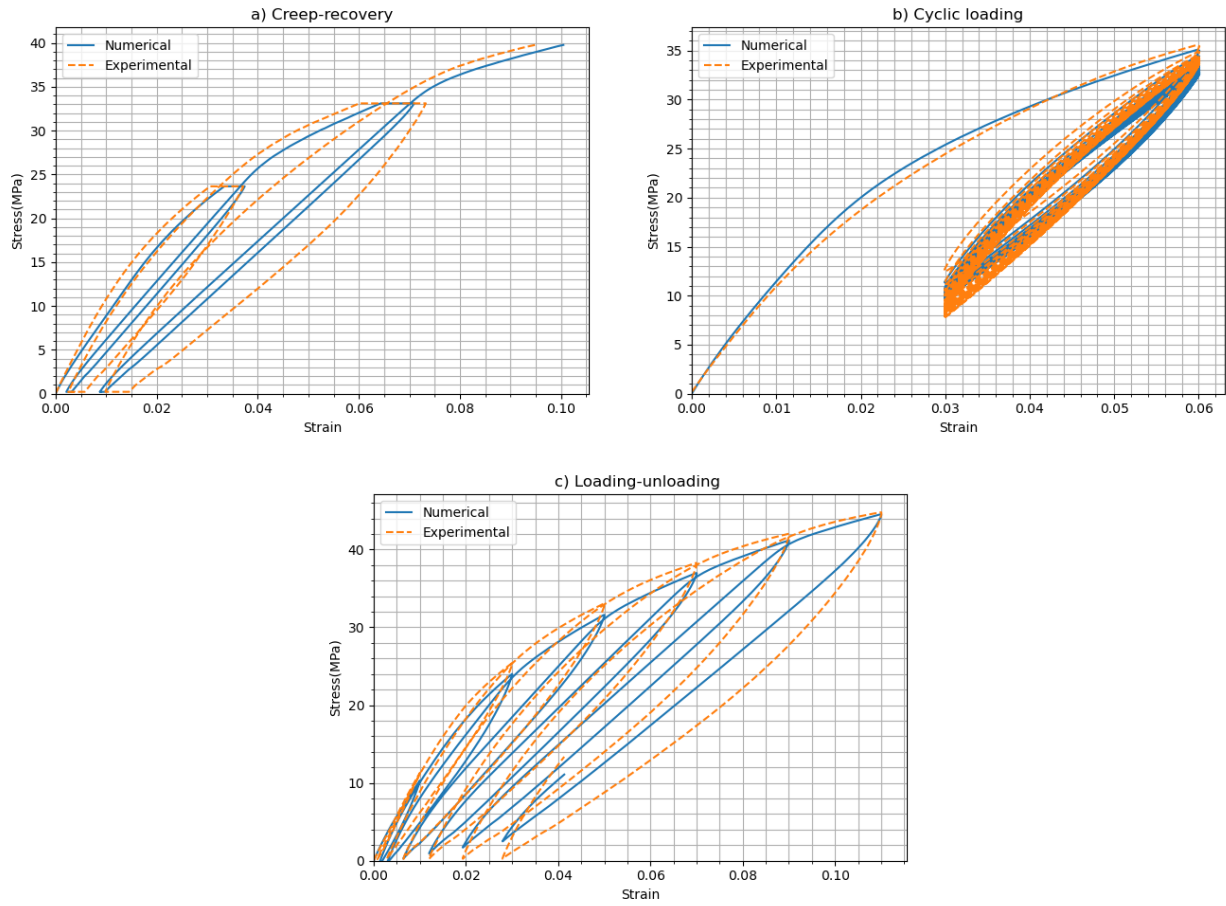 a) Creep-recovery
40
35
30
25
20
15
10
5
0
Stress(MPa)
Numerical
Experimental
0.00 0.02 0.04 0.06 0.08 0.10
Strain
b) Cyclic loading
35
30
25
20
15
10
5
0
Stress(MPa)
Numerical
Experimental
0.00 0.01 0.02 0.03 0.04 0.05 0.06
Strain
c) Loading-unloading
40
30
20
10
0
Stress(MPa)
Numerical
Experimental
0.00 0.02 0.04 0.06 0.08 0.10
Strain